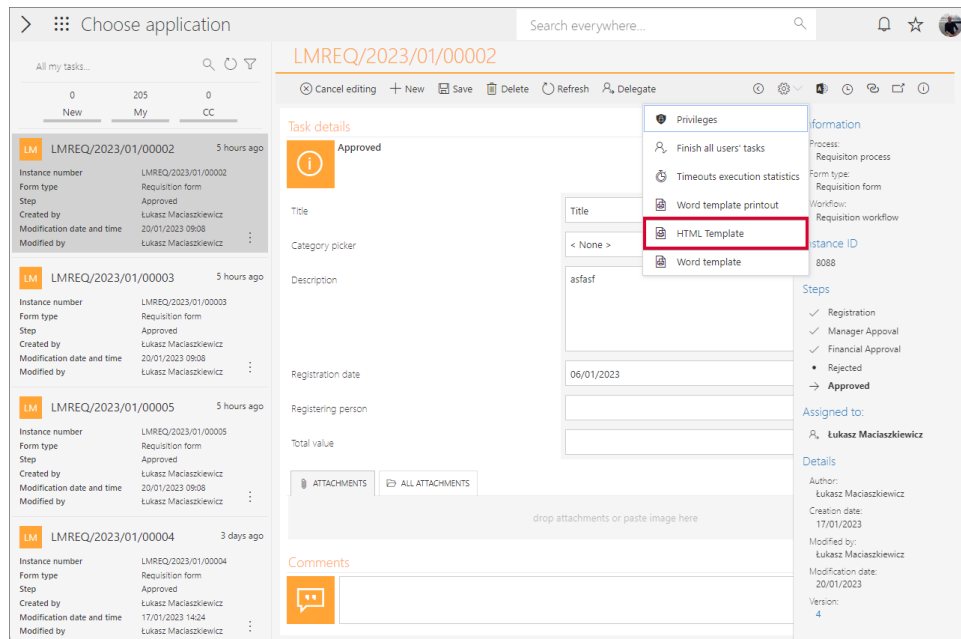 Choose application
Search everywhere...
All my tasks...
0 205 0
New My CC
LM LMREQ/2023/01/00002 5 hours ago
Instance number LMREQ/2023/01/00002
Form type Requisition form
Step Approved
Created by Łukasz Maciaszkiewicz
Modification date and time 20/01/2023 09:08
Modified by Łukasz Maciaszkiewicz
LM LMREQ/2023/01/00003 5 hours ago
Instance number LMREQ/2023/01/00003
Form type Requisition form
Step Approved
Created by Łukasz Maciaszkiewicz
Modification date and time 20/01/2023 09:08
Modified by Łukasz Maciaszkiewicz
LM LMREQ/2023/01/00005 5 hours ago
Instance number LMREQ/2023/01/00005
Form type Requisition form
Step Approved
Created by Łukasz Maciaszkiewicz
Modification date and time 20/01/2023 09:08
Modified by Łukasz Maciaszkiewicz
LM LMREQ/2023/01/00004 3 days ago
Instance number LMREQ/2023/01/00004
Form type Requisition form
Step Approved
Created by Łukasz Maciaszkiewicz
Modification date and time 17/01/2023 14:24
Modified by Łukasz Maciaszkiewicz
LMREQ/2023/01/00002
Cancel editing New Save Delete Refresh Delegate
Task details
Approved
Title Title
Category picker < None >
Description asfasf
Registration date 06/01/2023
Registering person
Total value
ATTACHMENTS ALL ATTACHMENTS
drop attachments or paste image here
Comments
Privileges
Finish all users' tasks
Timeouts execution statistics
Word template printout
HTML Template
Word template
formation
Process:
Requisiton process
Form type:
Requisition form
Workflow:
Requisition workflow
stance ID
8088
Steps
Registration
Manager Appoval
Financial Approval
Rejected
Approved
Assigned to:
Łukasz Maciaszkiewicz
Details
Author:
Łukasz Maciaszkiewicz
Creation date:
17/01/2023
Modified by:
Łukasz Maciaszkiewicz
Modification date:
20/01/2023
Version:
4